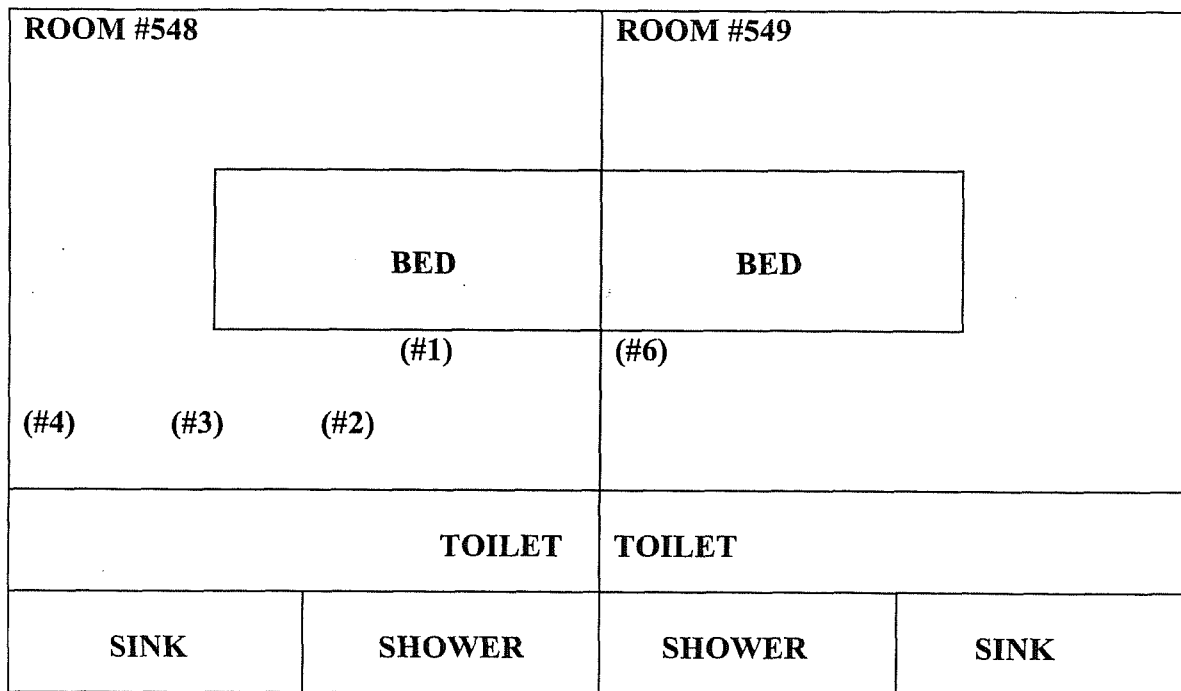 ROOM #548 ROOM #549
BED BED
(#1) (#6)
(#4) (#3) (#2)
TOILET TOILET
SINK SHOWER SHOWER SINK